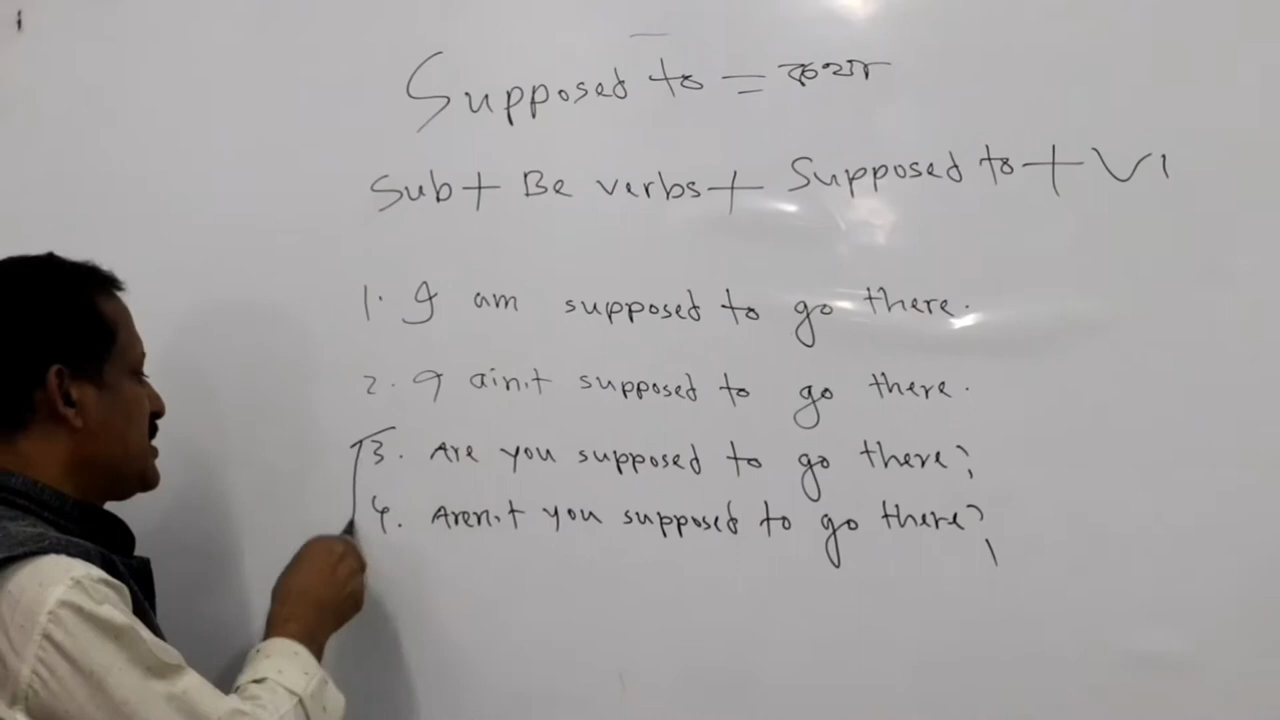 Supposed to = कथा
Sub + Be verbs + Supposed to + V1
1. I am supposed to go there.
2. I ain't supposed to go there.
3. Are you supposed to go there?
4. Aren't you supposed to go there?